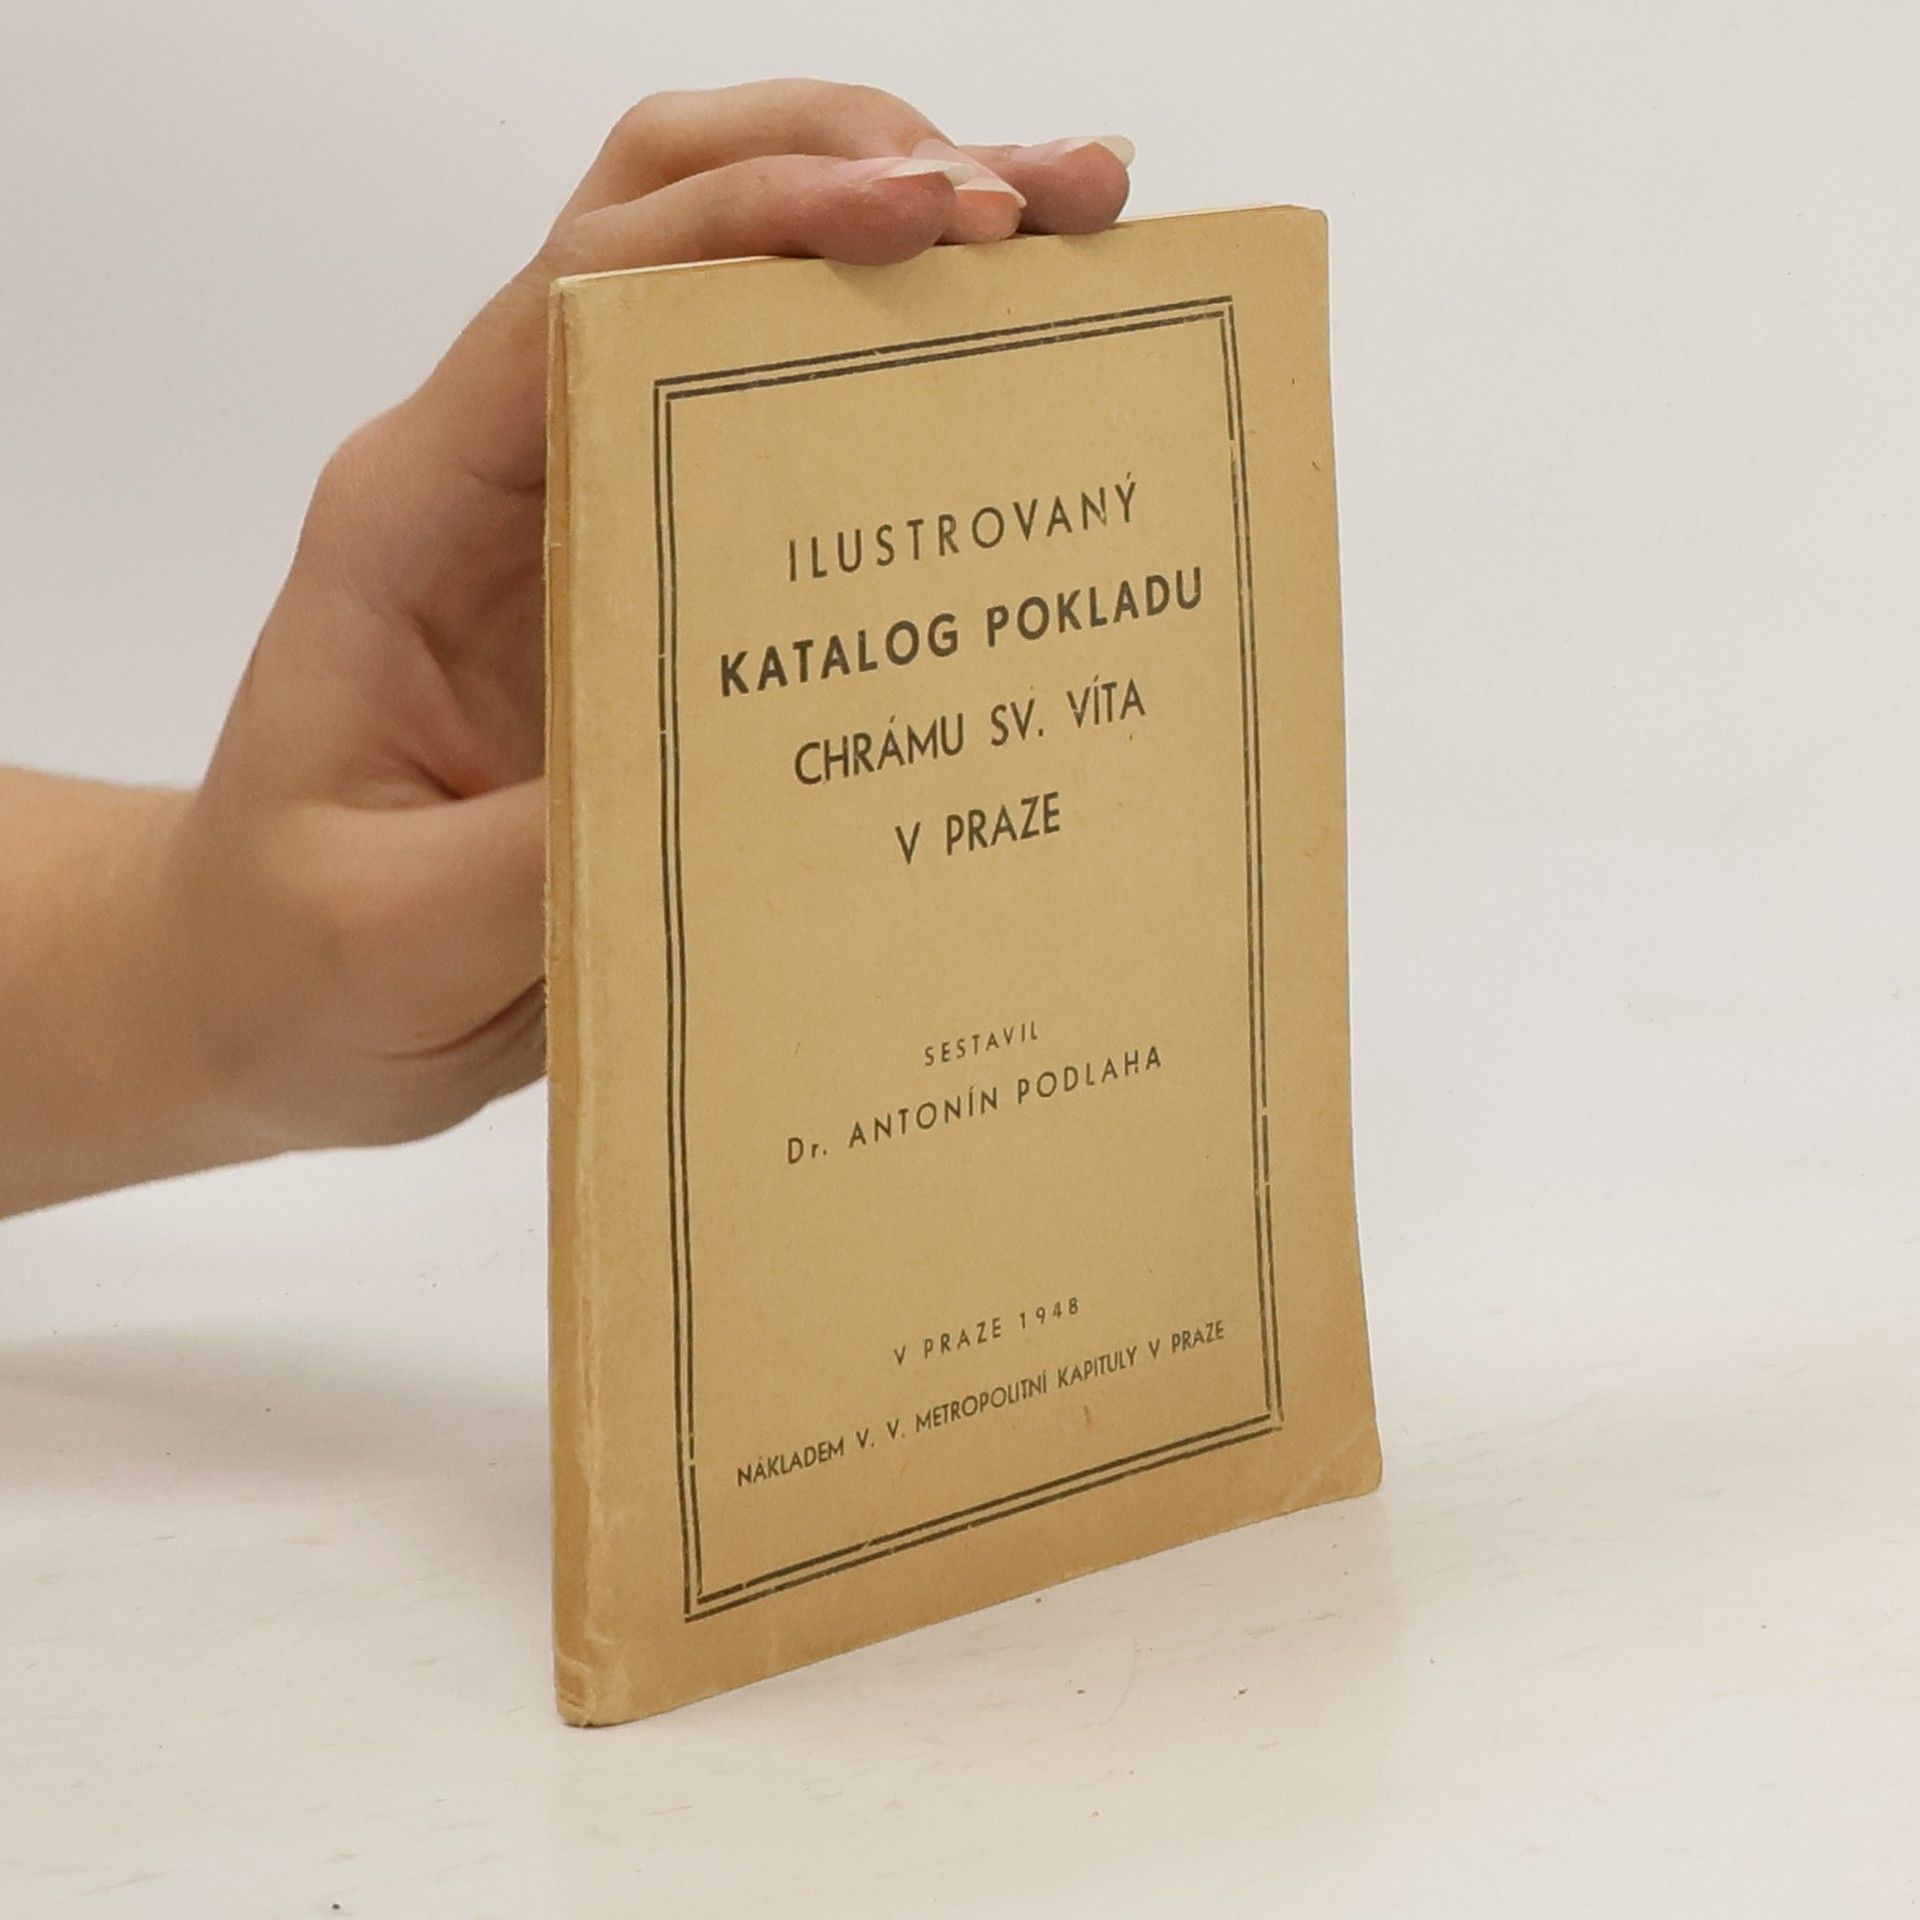 ILUSTROVANÝ
KATALOG POKLADU
CHRÁMU SV. VÍTA
V PRAZE
SESTAVIL
Dr. ANTONÍN PODLAHA
V PRAZE 1948
NÁKLADEM V. V. METROPOLITNÍ KAPITULY V PRAZE